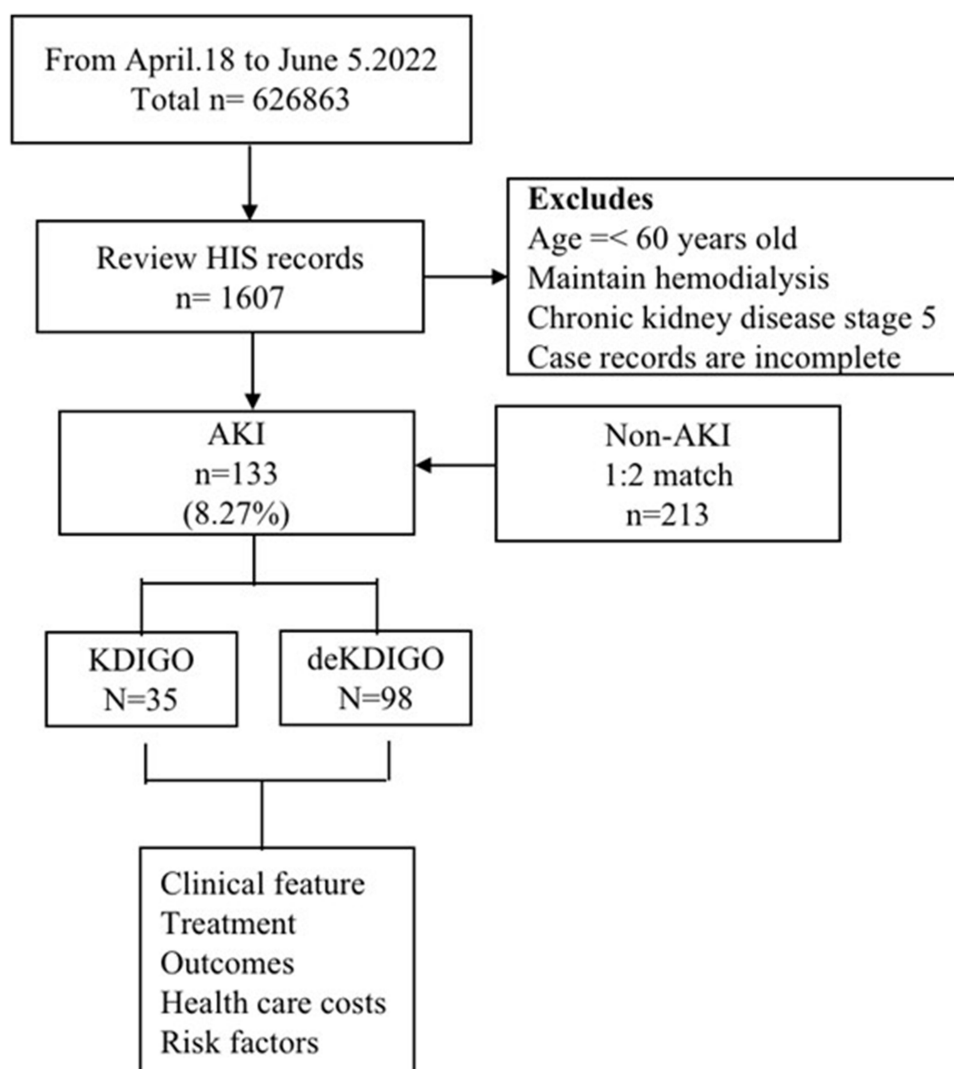 From April.18 to June 5.2022
Total n= 626863
Review HIS records
n= 1607
Excludes
Age =< 60 years old
Maintain hemodialysis
Chronic kidney disease stage 5
Case records are incomplete
AKI
n=133
(8.27%)
Non-AKI
1:2 match
n=213
KDIGO
N=35
deKDIGO
N=98
Clinical feature
Treatment
Outcomes
Health care costs
Risk factors